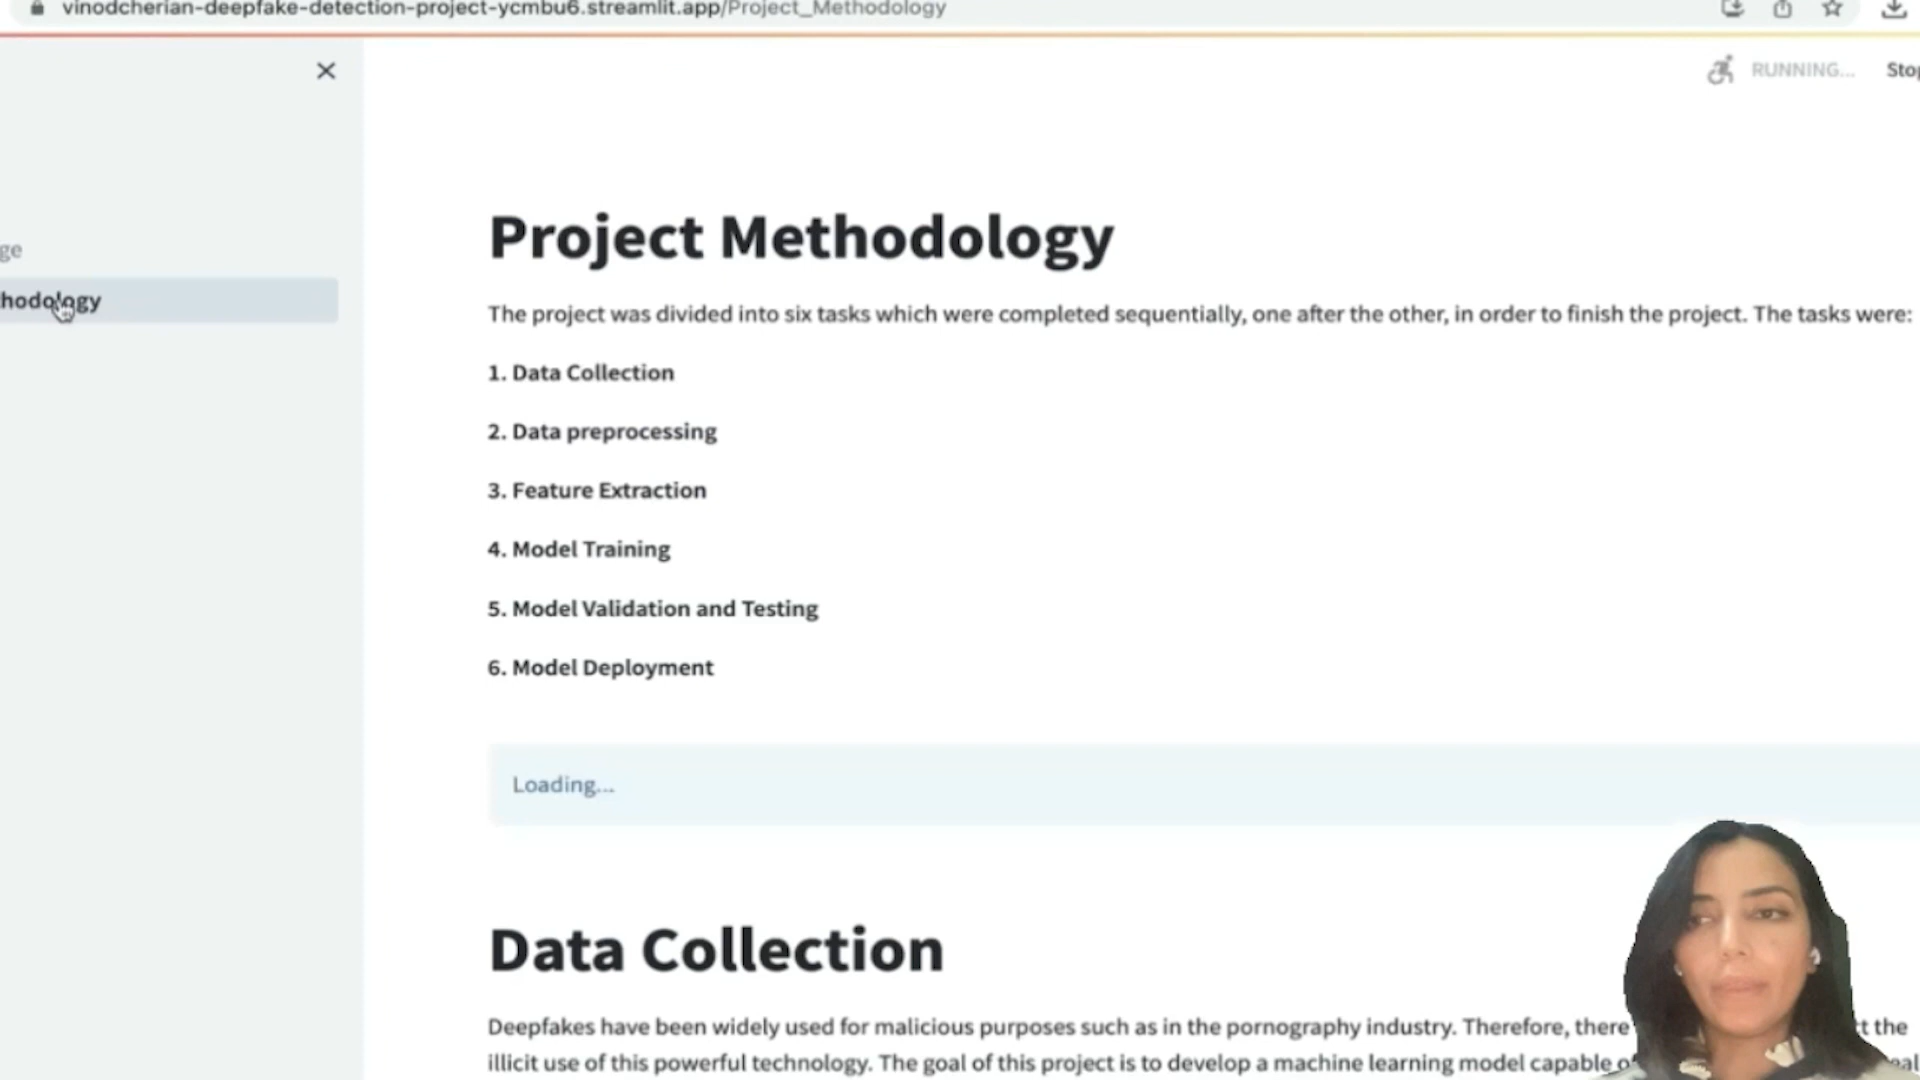 vinodcherian-deepfake-detection-project-ycmbu6.streamlit.app/Project_Methodology
RUNNING...
ge
hodology
Project Methodology
The project was divided into six tasks which were completed sequentially, one after the other, in order to finish the project. The tasks were:
1. Data Collection
2. Data preprocessing
3. Feature Extraction
4. Model Training
5. Model Validation and Testing
6. Model Deployment
Loading...
Data Collection
Deepfakes have been widely used for malicious purposes such as in the pornography industry. Therefore, there t the
illicit use of this powerful technology. The goal of this project is to develop a machine learning model capable